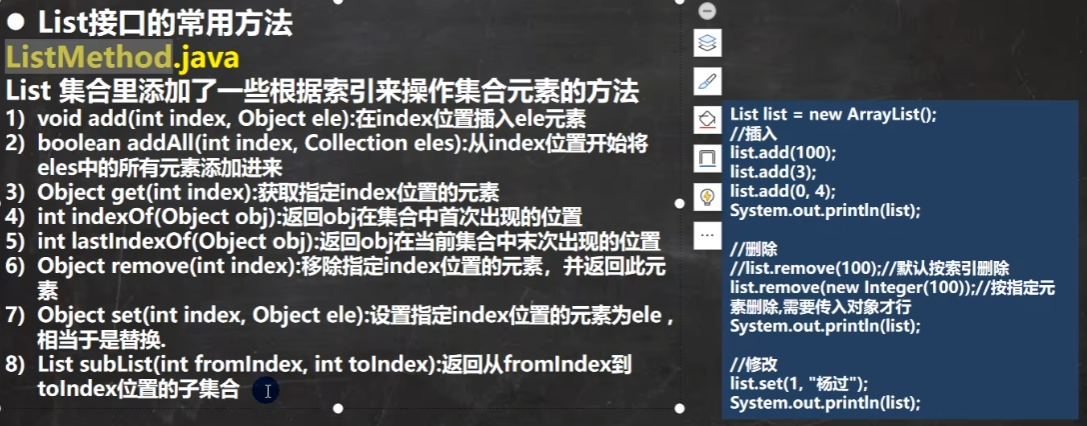 ● List接口的常用方法
ListMethod.java
List 集合里添加了一些根据索引来操作集合元素的方法
1) void add(int index, Object ele):在index位置插入ele元素
2) boolean addAll(int index, Collection eles):从index位置开始将
eles中的所有元素添加进来
3) Object get(int index):获取指定index位置的元素
4) int indexOf(Object obj):返回obj在集合中首次出现的位置
5) int lastIndexOf(Object obj):返回obj在当前集合中末次出现的位置
6) Object remove(int index):移除指定index位置的元素，并返回此元
素
7) Object set(int index, Object ele):设置指定index位置的元素为ele ,
相当于是替换.
8) List subList(int fromIndex, int toIndex):返回从fromIndex到
toIndex位置的子集合
List list = new ArrayList();
//插入
list.add(100);
list.add(3);
list.add(0, 4);
System.out.println(list);
//删除
//list.remove(100);//默认按索引删除
list.remove(new Integer(100));//按指定元
素删除,需要传入对象才行
System.out.println(list);
//修改
list.set(1, "杨过");
System.out.println(list);